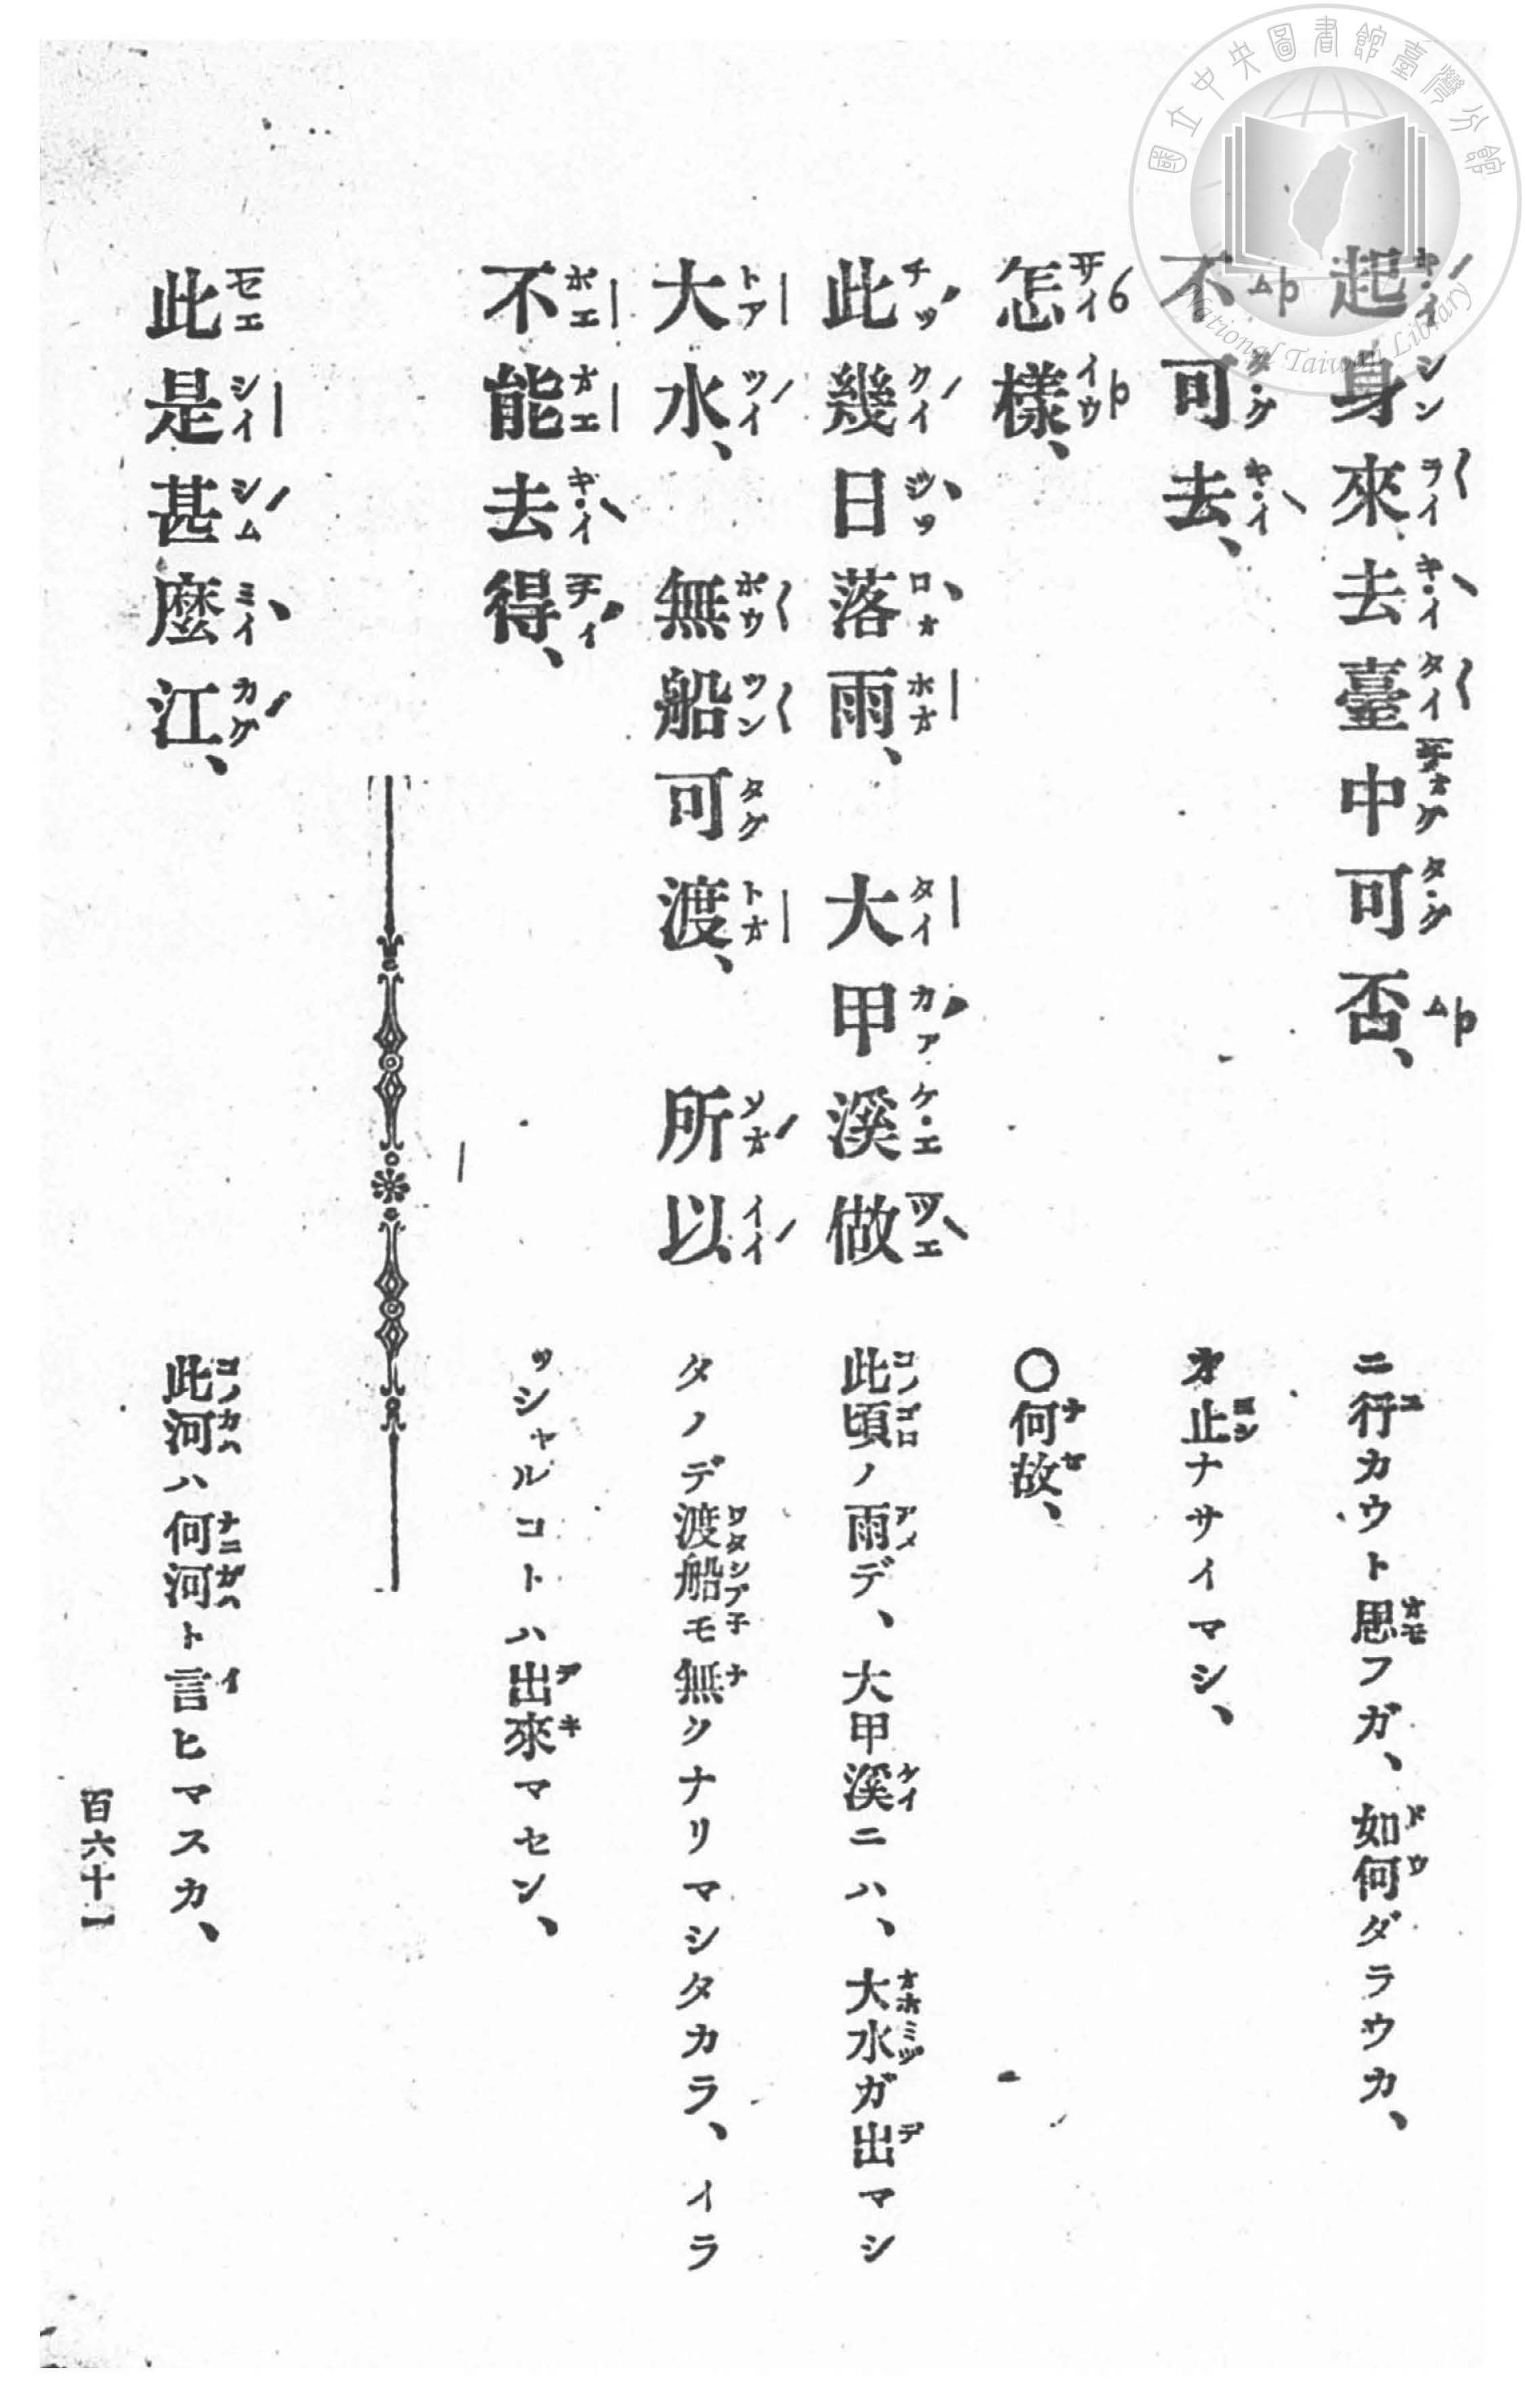 起身來去臺中可否、
ニ行カウト思フガ、如何ダラウカ、
不可去、
オ止ナサイマシ、
怎樣、
〇何故、
此幾日落雨、 大甲溪做
此頃ノ雨デ、大甲溪ニハ、大水ガ出マシ
大水、 無船可渡、 所以
タノデ渡船モ無クナリマシタカラ、イラ
不能去得、
ッシャルコトハ出來マセン、
此是甚麼江、
此河ハ何河ト言ヒマスカ、
百六十一
國立中央圖書館臺灣分館
National Taiwan Library